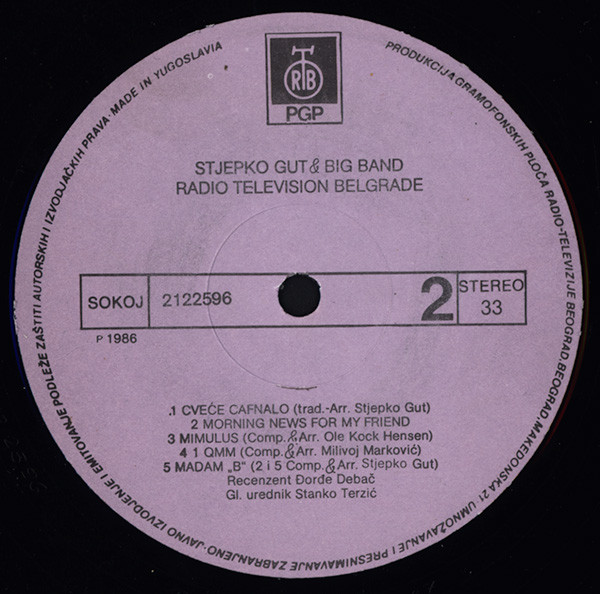 RTB
PGP
STJEPKO GUT & BIG BAND
RADIO TELEVISION BELGRADE
SOKOJ 2122596 2 STEREO
33
P 1986
.1 CVEĆE CAFNALO (trad.-Arr. Stjepko Gut)
2 MORNING NEWS FOR MY FRIEND
3 MIMULUS (Comp. & Arr. Ole Kock Hensen)
4 1 QMM (Comp. & Arr. Milivoj Marković)
5 MADAM „B" (2 i 5 Comp. & Arr. Stjepko Gut)
Recenzent Đorđe Debač
Gl. urednik Stanko Terzić
PRODUKCIJA GRAMOFONSKIH PLOČA RADIO-TELEVIZIJE BEOGRAD, BEOGRAD, MAKEDONSKA 21· UMNOŽAVANJE I PRESNIMAVANJE ZABRANJENO· JAVNO IZVODJENJE I EMITOVANJE PODLEŽE ZAŠTITI AUTORSKIH I IZVODJAČKIH PRAVA· MADE IN YUGOSLAVIA